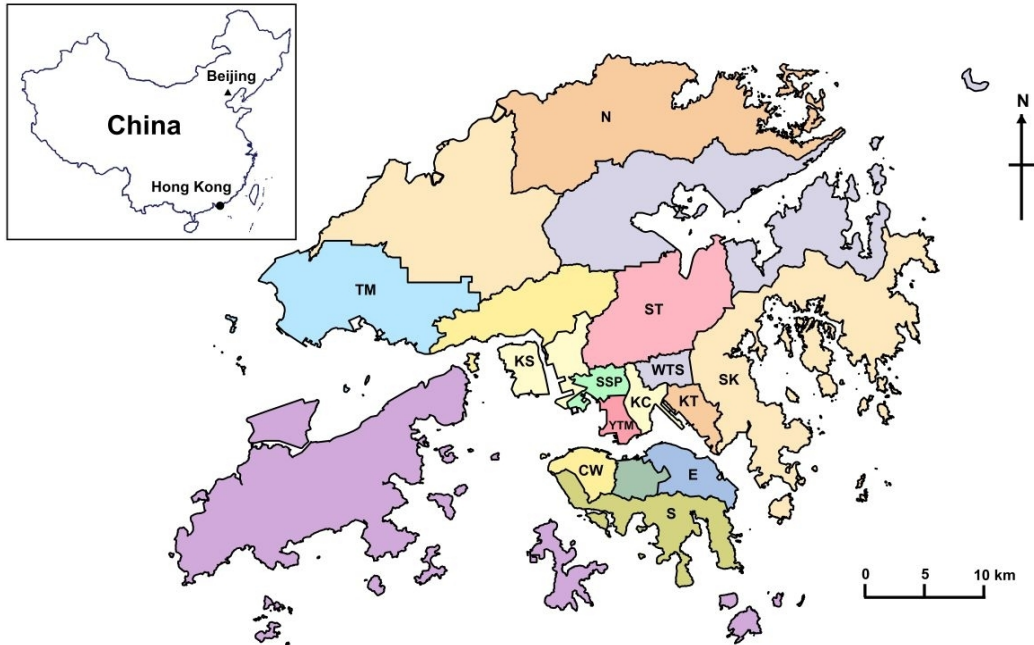 Beijing
China
Hong Kong
N
N
TM
ST
KS
WTS
SK
SSP
KC
KT
YTM
CW
E
S
0 5 10 km